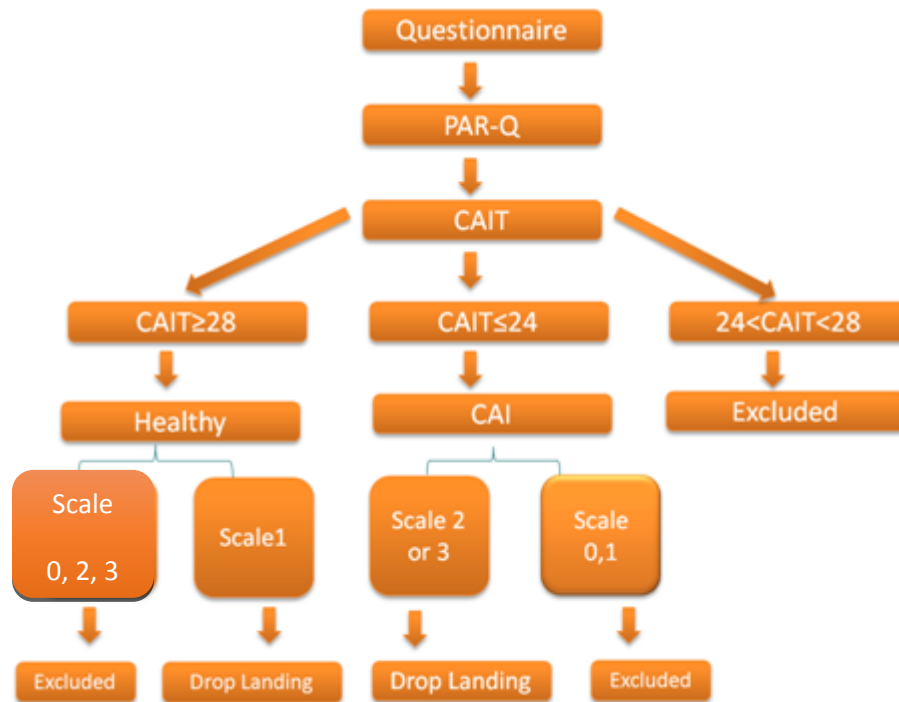 Questionnaire
PAR-Q
CAIT
CAIT≥28
CAIT≤24
24<CAIT<28
Healthy
CAI
Excluded
Scale
0, 2, 3
Scale1
Scale 2
or 3
Scale
0,1
Excluded
Drop Landing
Drop Landing
Excluded